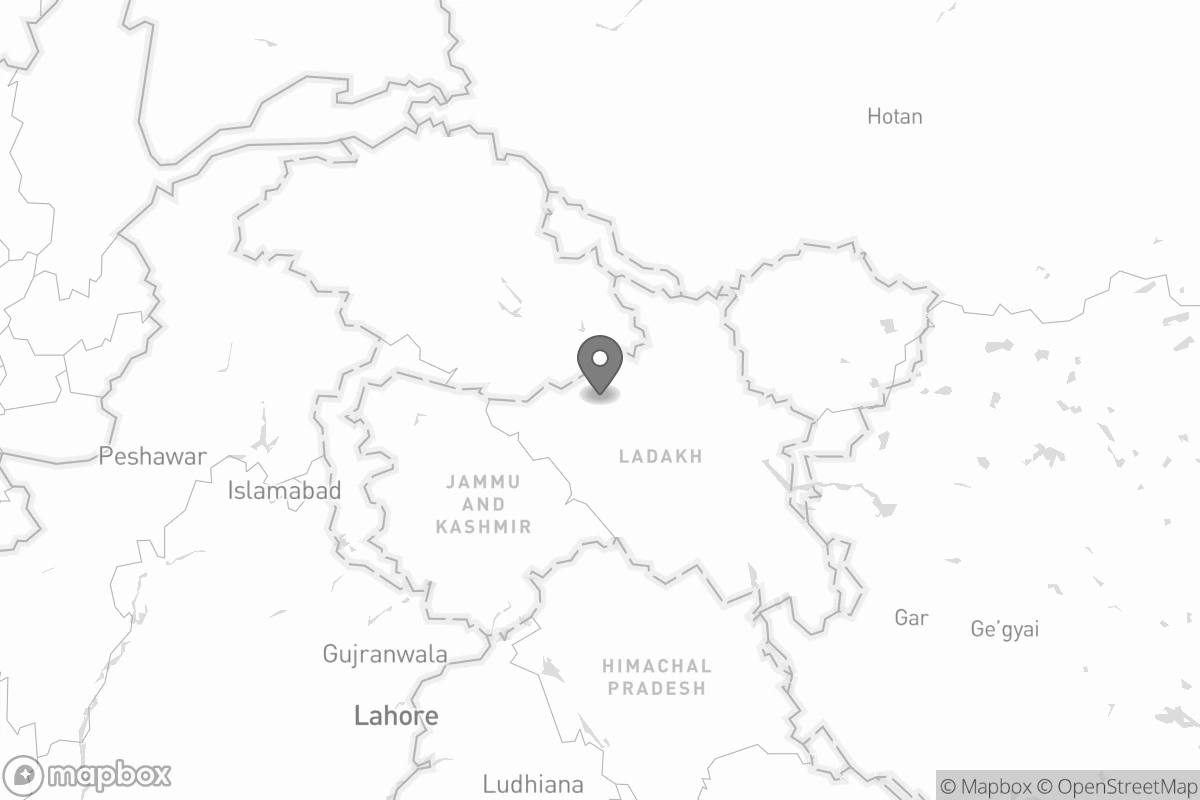 Hotan
Peshawar
LADAKH
Islamabad
JAMMU
AND
KASHMIR
Gar
Ge’gyai
Gujranwala
HIMACHAL
PRADESH
Lahore
Ludhiana
mapbox
© Mapbox © OpenStreetMap